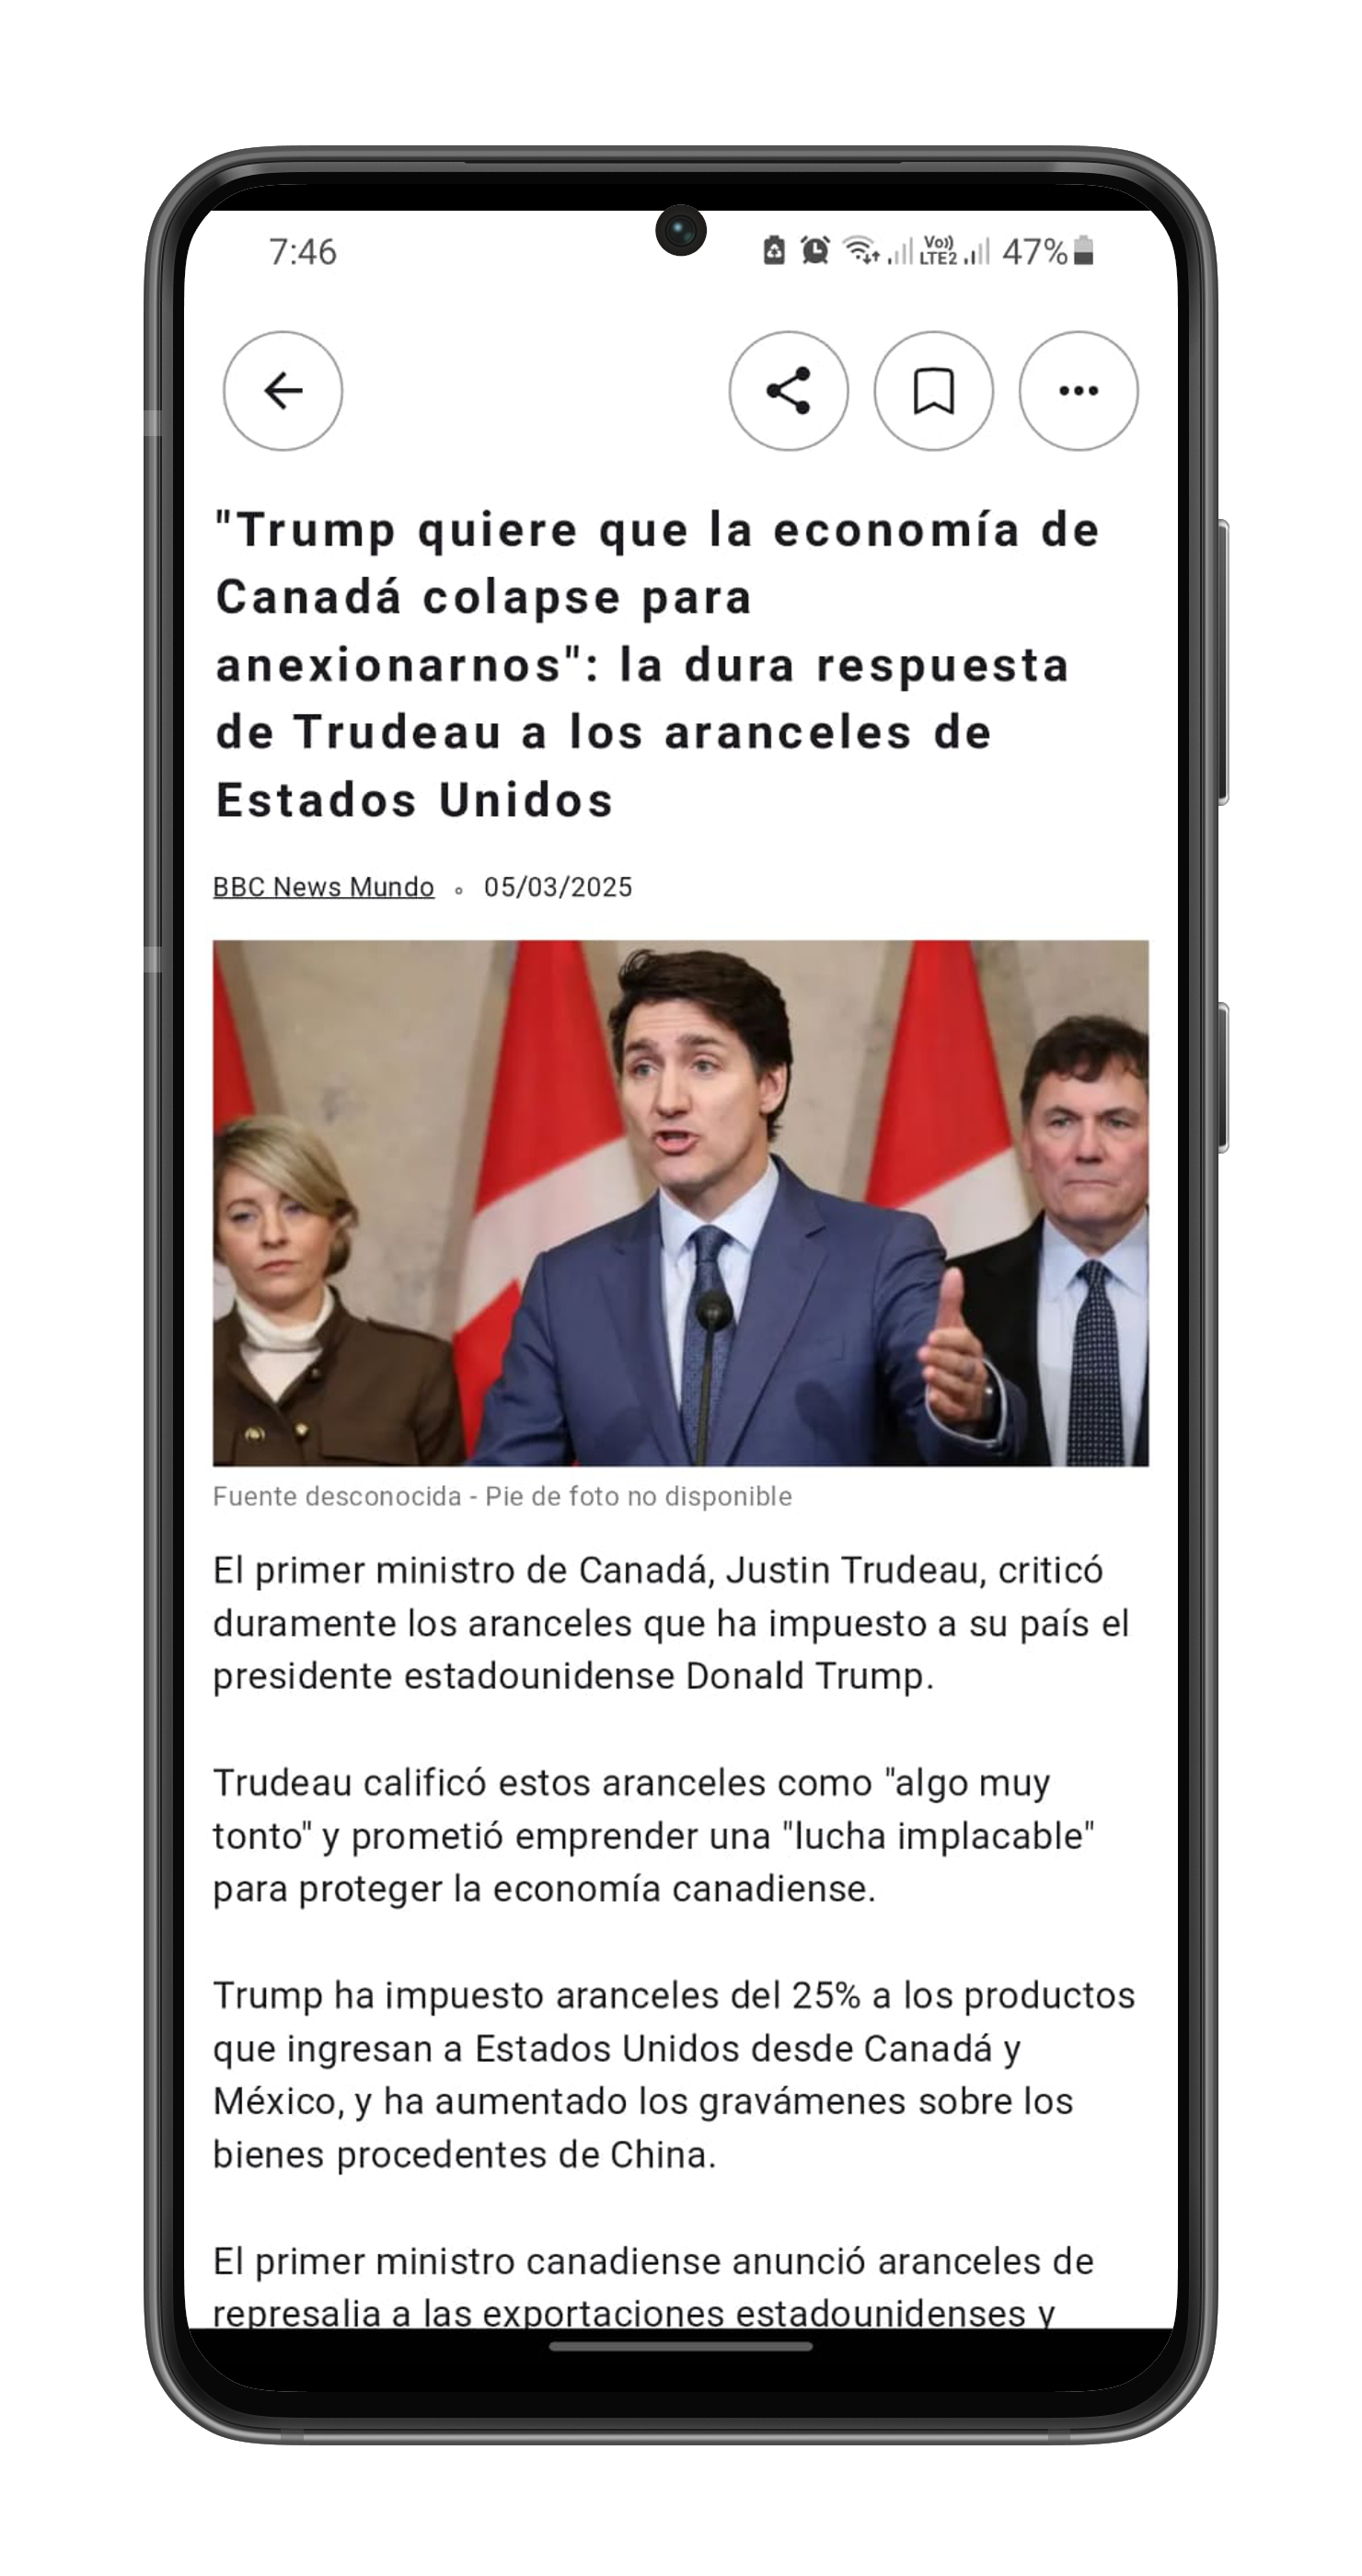 7:46
Vo))
LTE2
47%
"Trump quiere que la economía de
Canadá colapse para
anexionarnos": la dura respuesta
de Trudeau a los aranceles de
Estados Unidos
BBC News Mundo ∘ 05/03/2025
Fuente desconocida - Pie de foto no disponible
El primer ministro de Canadá, Justin Trudeau, criticó
duramente los aranceles que ha impuesto a su país el
presidente estadounidense Donald Trump.
Trudeau calificó estos aranceles como "algo muy
tonto" y prometió emprender una "lucha implacable"
para proteger la economía canadiense.
Trump ha impuesto aranceles del 25% a los productos
que ingresan a Estados Unidos desde Canadá y
México, y ha aumentado los gravámenes sobre los
bienes procedentes de China.
El primer ministro canadiense anunció aranceles de
represalia a las exportaciones estadounidenses y